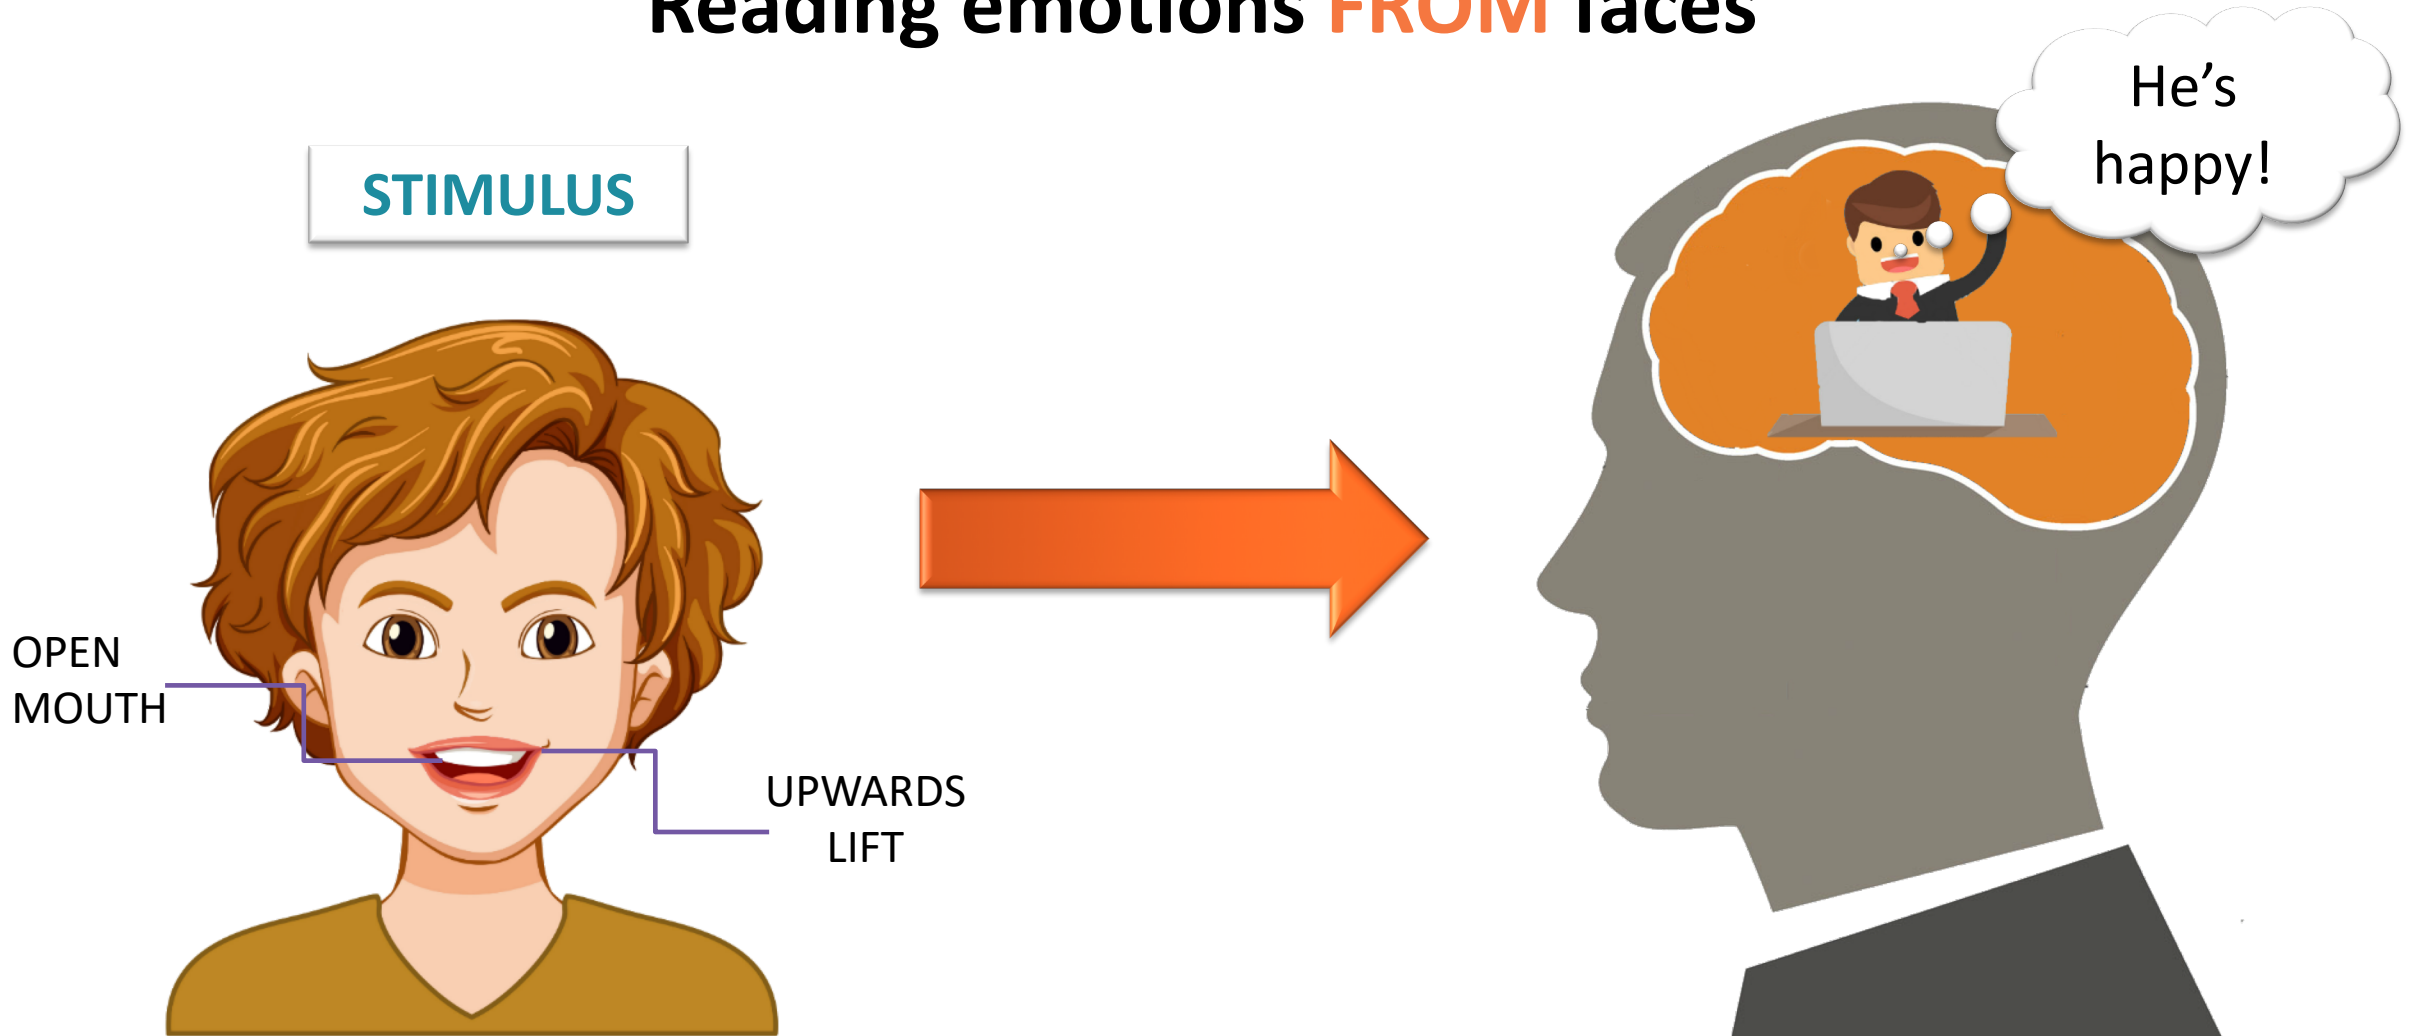 Reading emotions FROM faces
He’s
happy!
STIMULUS
OPEN
MOUTH
UPWARDS
LIFT